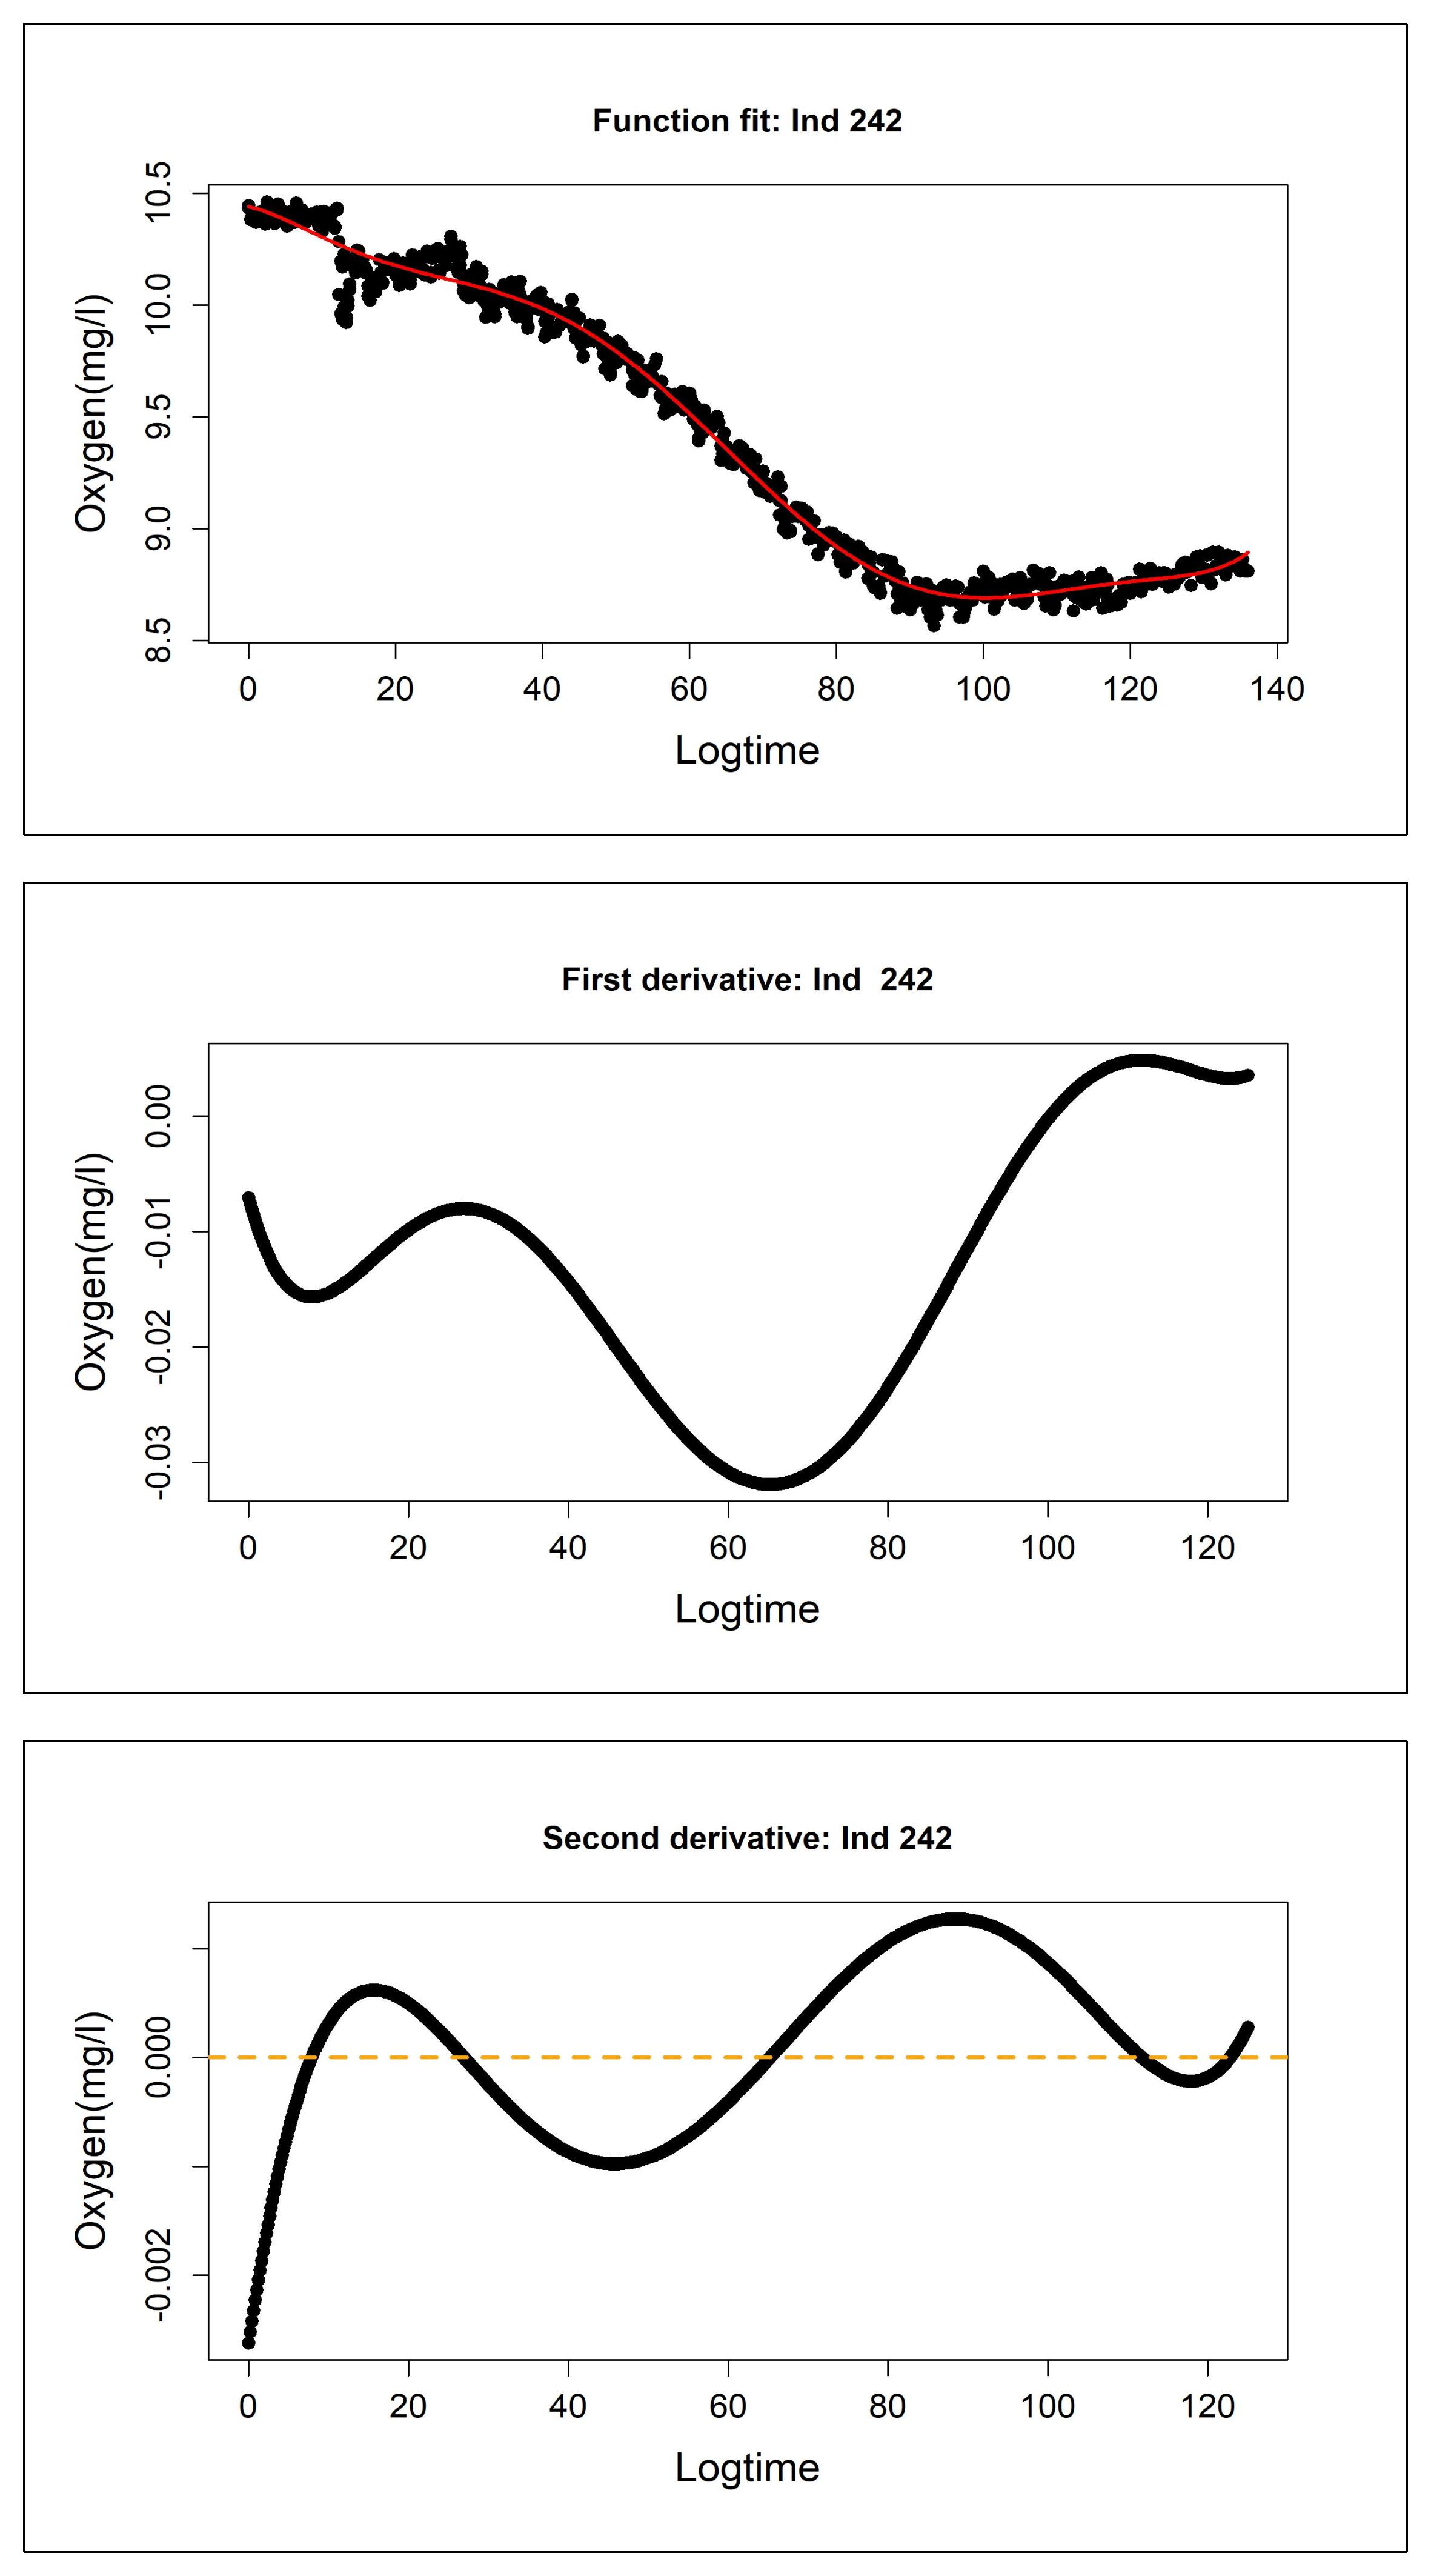 Function fit: Ind 242
Oxygen(mg/l)
10.5
10.0
9.5
9.0
8.5
0 20 40 60 80 100 120 140
Logtime
First derivative: Ind  242
Oxygen(mg/l)
0.00
-0.01
-0.02
-0.03
0 20 40 60 80 100 120
Logtime
Second derivative: Ind 242
Oxygen(mg/l)
0.000
-0.002
0 20 40 60 80 100 120
Logtime